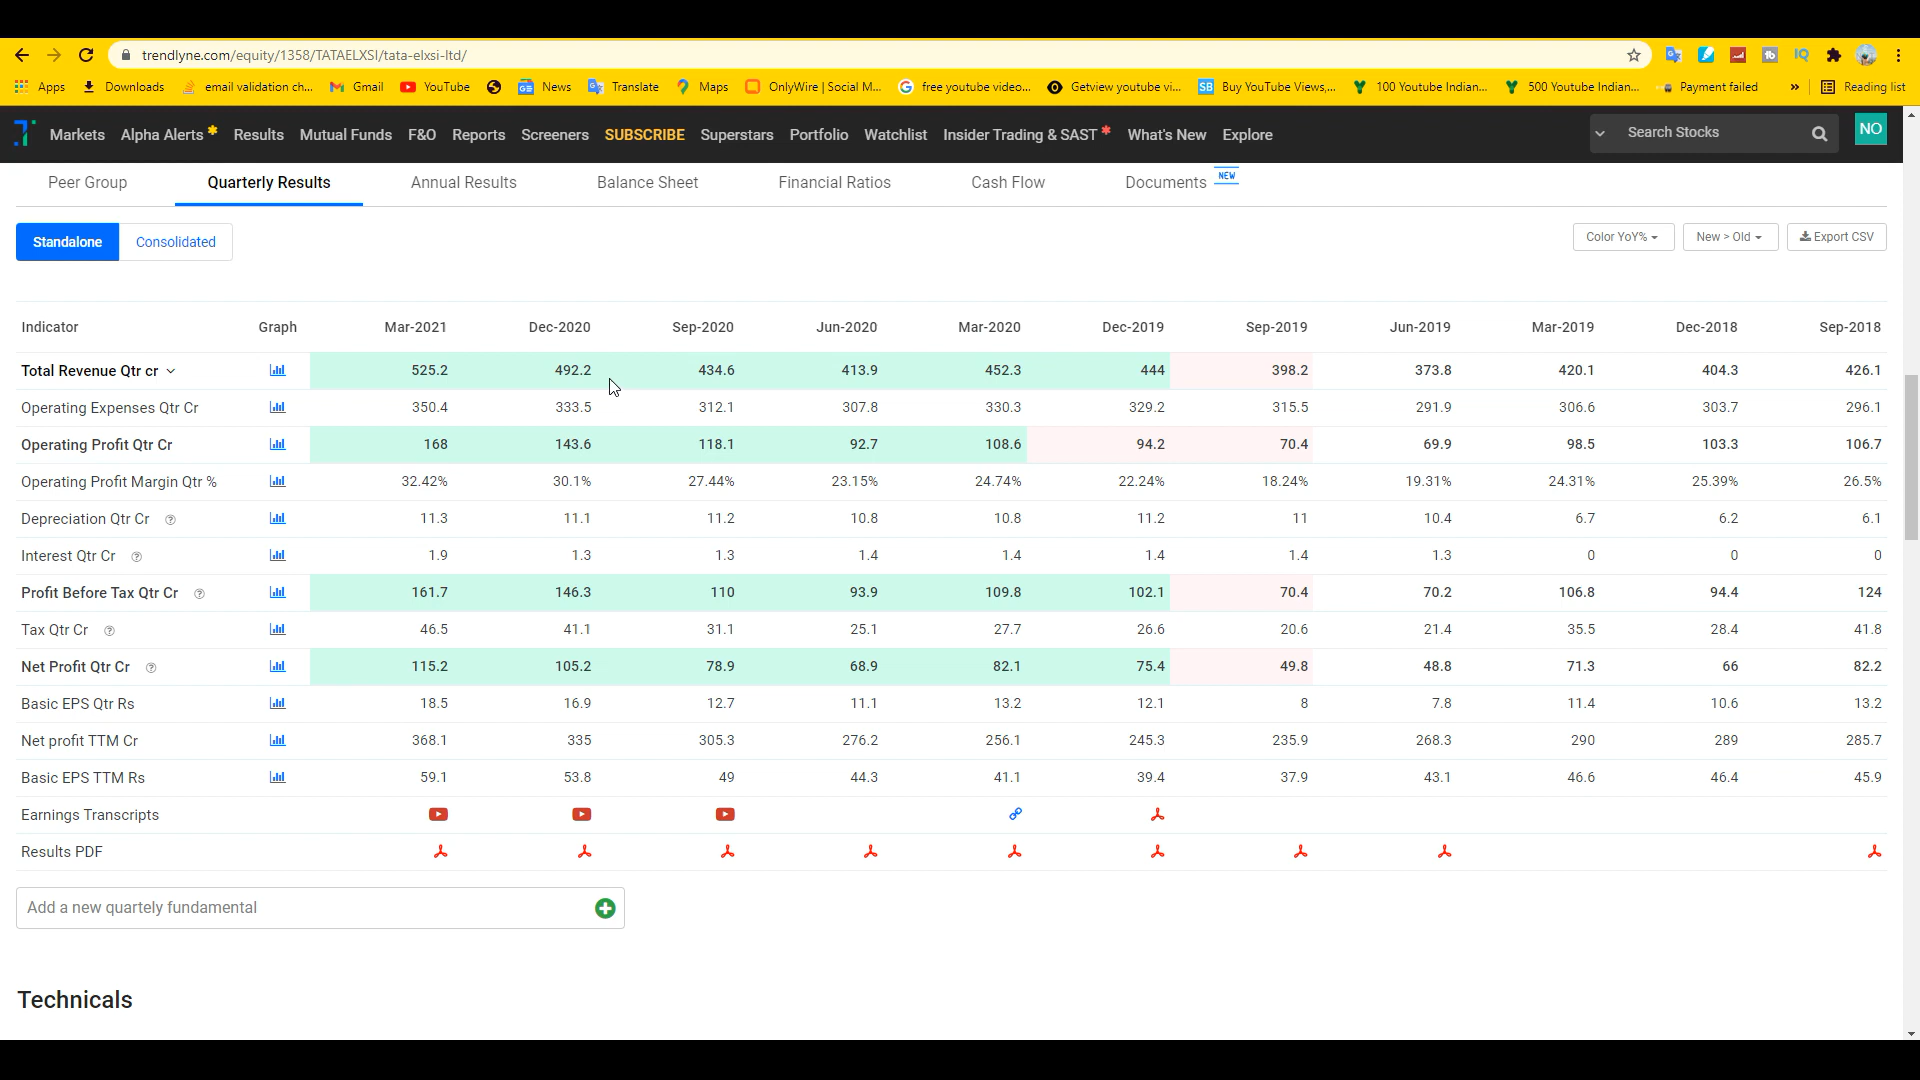 trendlyne.com/equity/1358/TATAELXSI/tata-elxsi-ltd/
Apps Downloads email validation ch... Gmail YouTube News Translate Maps OnlyWire | Social M... free youtube video... Getview youtube vi... Buy YouTube Views,... 100 Youtube Indian... 500 Youtube Indian... Payment failed » Reading list
Markets Alpha Alerts* Results Mutual Funds F&O Reports Screeners SUBSCRIBE Superstars Portfolio Watchlist Insider Trading & SAST* What's New Explore Search Stocks NO
Peer Group Quarterly Results Annual Results Balance Sheet Financial Ratios Cash Flow Documents NEW
Standalone Consolidated Color YoY% New > Old Export CSV
Indicator Graph Mar-2021 Dec-2020 Sep-2020 Jun-2020 Mar-2020 Dec-2019 Sep-2019 Jun-2019 Mar-2019 Dec-2018 Sep-2018
Total Revenue Qtr cr 525.2 492.2 434.6 413.9 452.3 444 398.2 373.8 420.1 404.3 426.1
Operating Expenses Qtr Cr 350.4 333.5 312.1 307.8 330.3 329.2 315.5 291.9 306.6 303.7 296.1
Operating Profit Qtr Cr 168 143.6 118.1 92.7 108.6 94.2 70.4 69.9 98.5 103.3 106.7
Operating Profit Margin Qtr % 32.42% 30.1% 27.44% 23.15% 24.74% 22.24% 18.24% 19.31% 24.31% 25.39% 26.5%
Depreciation Qtr Cr ? 11.3 11.1 11.2 10.8 10.8 11.2 11 10.4 6.7 6.2 6.1
Interest Qtr Cr ? 1.9 1.3 1.3 1.4 1.4 1.4 1.4 1.3 0 0 0
Profit Before Tax Qtr Cr ? 161.7 146.3 110 93.9 109.8 102.1 70.4 70.2 106.8 94.4 124
Tax Qtr Cr ? 46.5 41.1 31.1 25.1 27.7 26.6 20.6 21.4 35.5 28.4 41.8
Net Profit Qtr Cr ? 115.2 105.2 78.9 68.9 82.1 75.4 49.8 48.8 71.3 66 82.2
Basic EPS Qtr Rs 18.5 16.9 12.7 11.1 13.2 12.1 8 7.8 11.4 10.6 13.2
Net profit TTM Cr 368.1 335 305.3 276.2 256.1 245.3 235.9 268.3 290 289 285.7
Basic EPS TTM Rs 59.1 53.8 49 44.3 41.1 39.4 37.9 43.1 46.6 46.4 45.9
Earnings Transcripts
Results PDF
Add a new quartely fundamental
Technicals